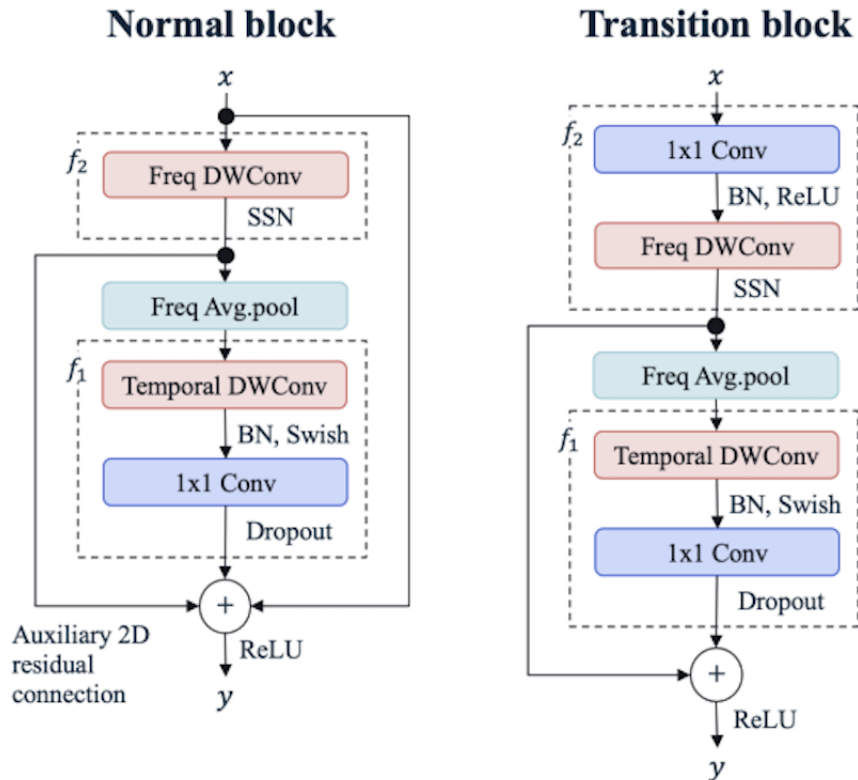 Normal block
x
f2
Freq DWConv
SSN
Freq Avg.pool
f1
Temporal DWConv
BN, Swish
1x1 Conv
Dropout
+
Auxiliary 2D
residual
connection
ReLU
y
Transition block
x
f2
1x1 Conv
BN, ReLU
Freq DWConv
SSN
Freq Avg.pool
f1
Temporal DWConv
BN, Swish
1x1 Conv
Dropout
+
ReLU
y